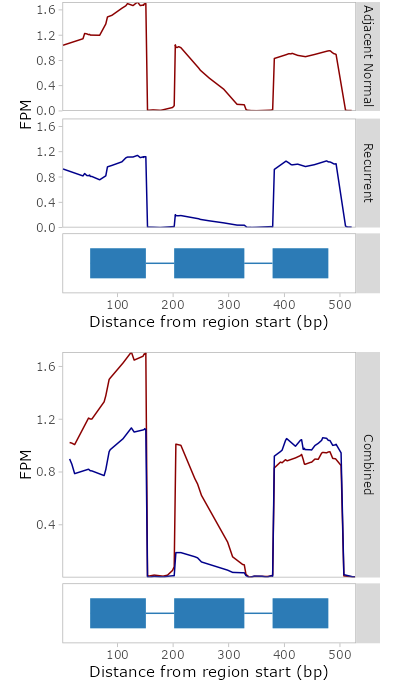 1.6
1.2
0.8
0.4
0.0
Adjacent Normal
FPM
1.6
1.2
0.8
0.4
0.0
Recurrent
100 200 300 400 500
Distance from region start (bp)
1.6
1.2
0.8
0.4
FPM
Combined
100 200 300 400 500
Distance from region start (bp)